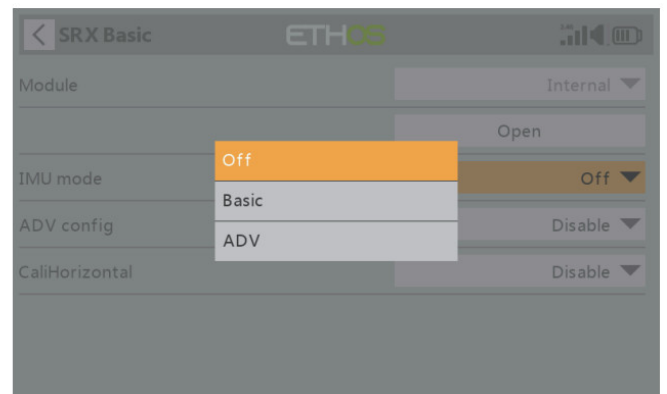 SRX Basic ETHOS
Module Internal
Open
Off
IMU mode Off
Basic
ADV config Disable
ADV
CaliHorizontal Disable